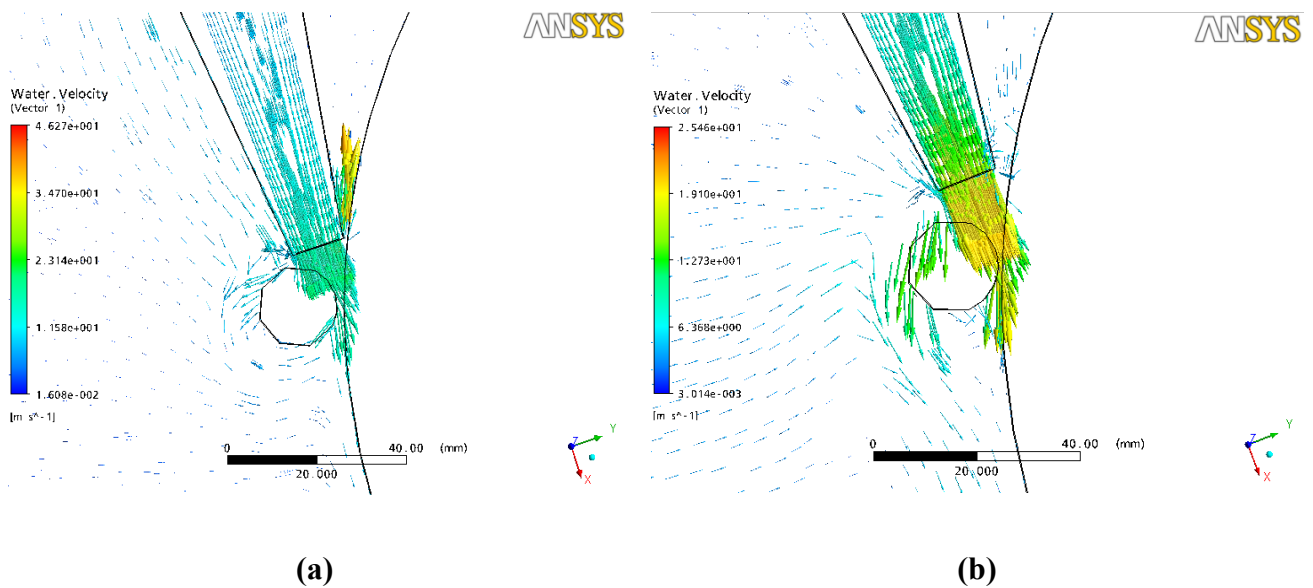 ANSYS
Water.Velocity
(Vector 1)
4.627e+001
3.470e+001
2.314e+001
1.158e+001
1.608e-002
[m s^-1]
0 40.00 (mm)
20.000
Z Y
X
(a)
ANSYS
Water.Velocity
(Vector 1)
2.546e+001
1.910e+001
1.273e+001
6.368e+000
3.014e-003
[m s^-1]
0 40.00 (mm)
20.000
Z Y
X
(b)